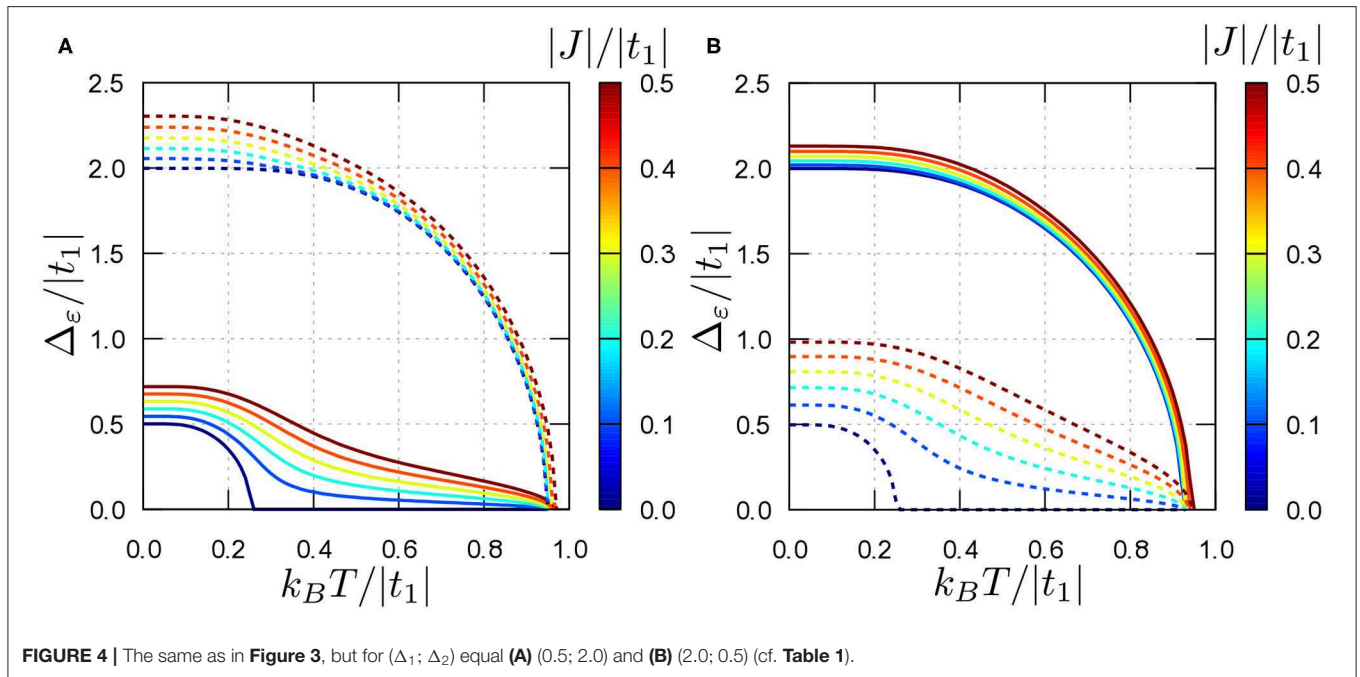 A
|J|/|t₁|
B
|J|/|t₁|
2.5
2.0
1.5
1.0
0.5
0.0
Δ_ε/|t₁|
0.0 0.2 0.4 0.6 0.8 1.0
k_BT/|t₁|
0.5
0.4
0.3
0.2
0.1
0.0
2.5
2.0
1.5
1.0
0.5
0.0
Δ_ε/|t₁|
0.0 0.2 0.4 0.6 0.8 1.0
k_BT/|t₁|
0.5
0.4
0.3
0.2
0.1
0.0
FIGURE 4 | The same as in Figure 3, but for (Δ₁; Δ₂) equal (A) (0.5; 2.0) and (B) (2.0; 0.5) (cf. Table 1).